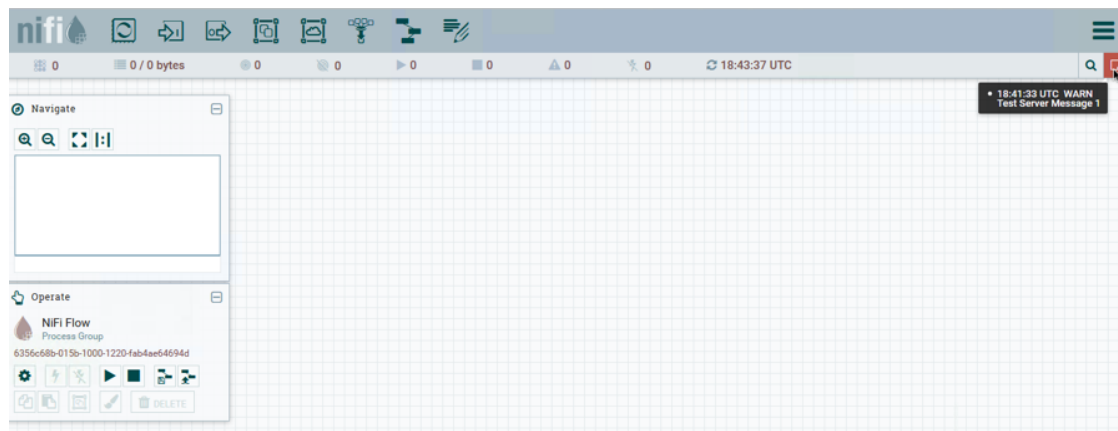 nifi
0
0 / 0 bytes
0
0
0
0
0
0
18:43:37 UTC
18:41:33 UTC WARN
Test Server Message 1
Navigate
Operate
NiFi Flow
Process Group
6356c68b-015b-1000-1220-fab4ae64694d
DELETE